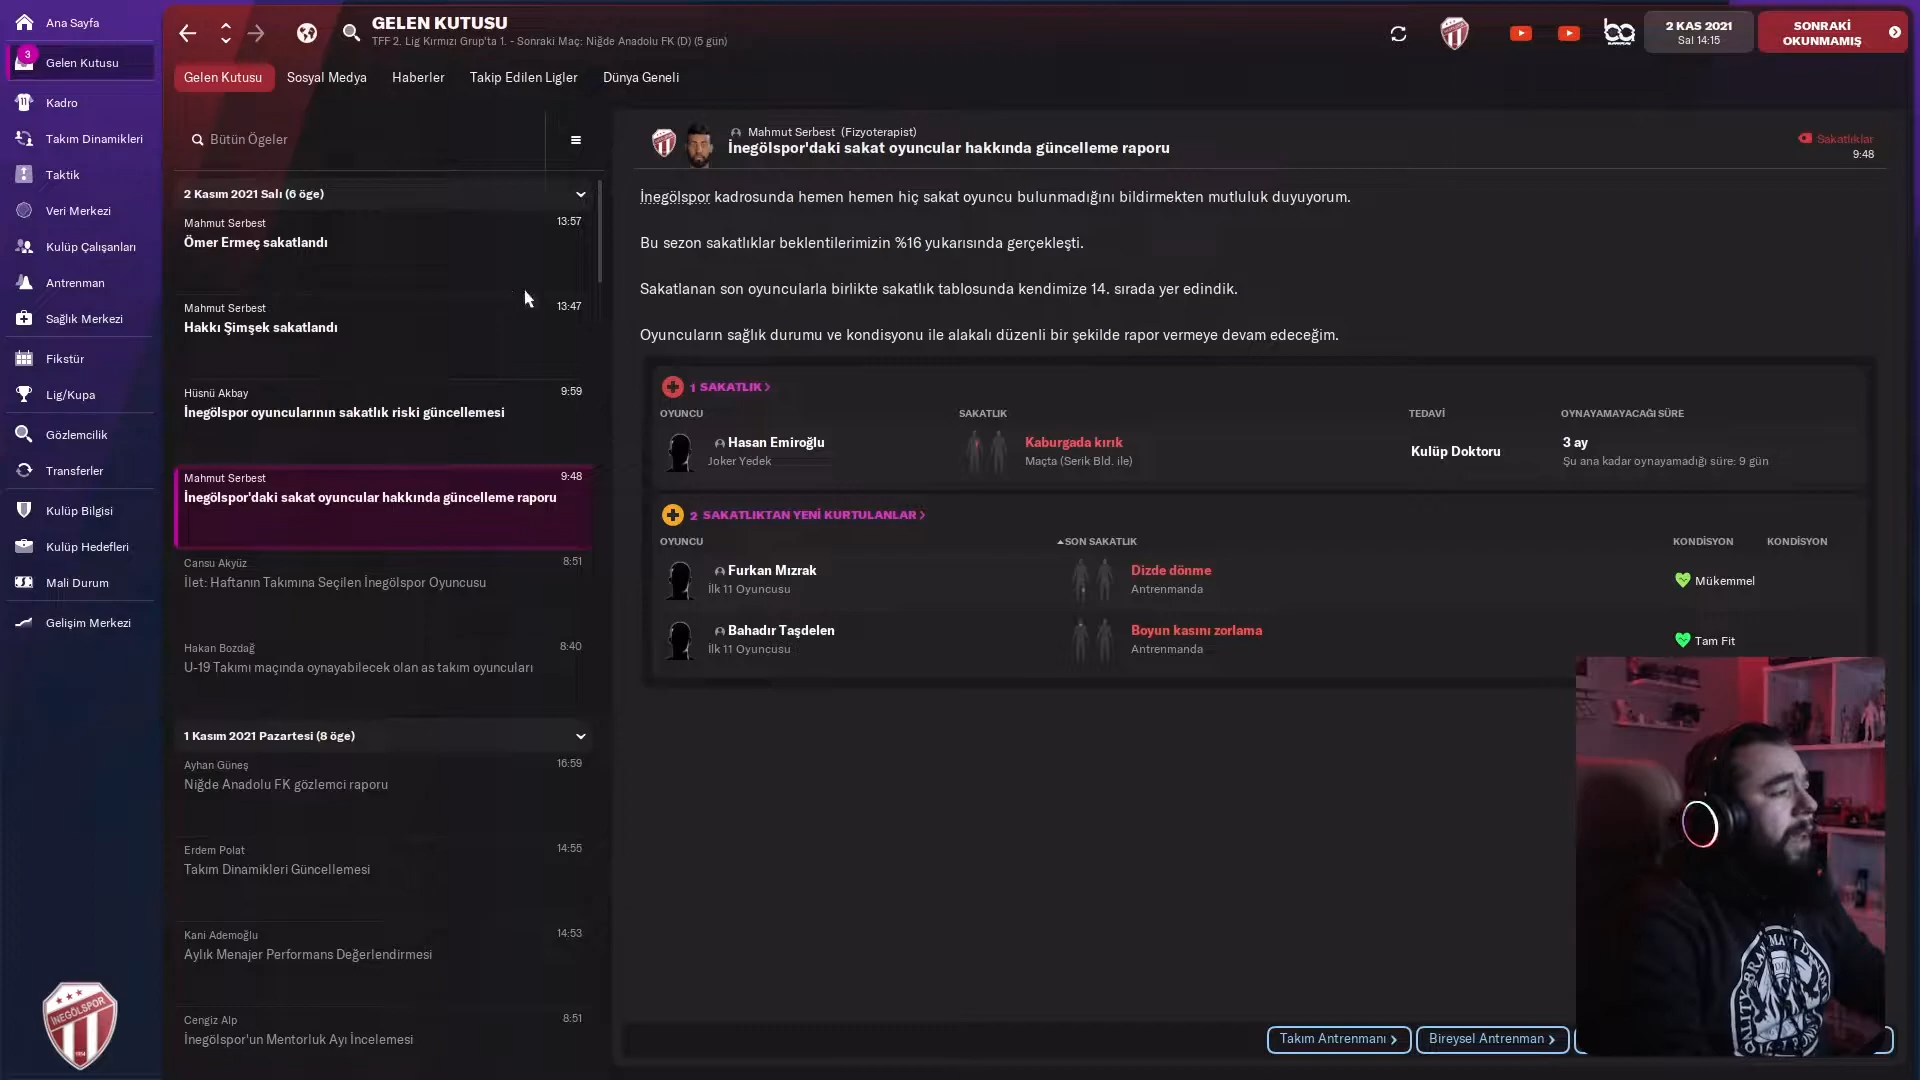 Ana Sayfa
3
Gelen Kutusu
Kadro
Takım Dinamikleri
Taktik
Veri Merkezi
Kulüp Çalışanları
Antrenman
Sağlık Merkezi
Fikstür
Lig/Kupa
Gözlemcilik
Transferler
Kulüp Bilgisi
Kulüp Hedefleri
Mali Durum
Gelişim Merkezi
İNEGÖLSPOR
GELEN KUTUSU
TFF 2. Lig Kırmızı Grup'ta 1. - Sonraki Maç: Niğde Anadolu FK (D) (5 gün)
2 KAS 2021
Sal 14:15
SONRAKİ
OKUNMAMIŞ
Gelen Kutusu
Sosyal Medya
Haberler
Takip Edilen Ligler
Dünya Geneli
Bütün Ögeler
2 Kasım 2021 Salı (6 öge)
Mahmut Serbest 13:57
Ömer Ermeç sakatlandı
Mahmut Serbest 13:47
Hakkı Şimşek sakatlandı
Hüsnü Akbay 9:59
İnegölspor oyuncularının sakatlık riski güncellemesi
Mahmut Serbest 9:48
İnegölspor'daki sakat oyuncular hakkında güncelleme raporu
Cansu Akyüz 8:51
İlet: Haftanın Takımına Seçilen İnegölspor Oyuncusu
Hakan Bozdağ 8:40
U-19 Takımı maçında oynayabilecek olan as takım oyuncuları
1 Kasım 2021 Pazartesi (8 öge)
Ayhan Güneş 16:59
Niğde Anadolu FK gözlemci raporu
Erdem Polat 14:55
Takım Dinamikleri Güncellemesi
Kani Ademoğlu 14:53
Aylık Menajer Performans Değerlendirmesi
Cengiz Alp 8:51
İnegölspor'un Mentorluk Ayı İncelemesi
Mahmut Serbest (Fizyoterapist)
İnegölspor'daki sakat oyuncular hakkında güncelleme raporu
Sakatlıklar
9:48
İnegölspor kadrosunda hemen hemen hiç sakat oyuncu bulunmadığını bildirmekten mutluluk duyuyorum.
Bu sezon sakatlıklar beklentilerimizin %16 yukarısında gerçekleşti.
Sakatlanan son oyuncularla birlikte sakatlık tablosunda kendimize 14. sırada yer edindik.
Oyuncuların sağlık durumu ve kondisyonu ile alakalı düzenli bir şekilde rapor vermeye devam edeceğim.
1 SAKATLIK
OYUNCU SAKATLIK TEDAVİ OYNAYAMAYACAĞI SÜRE
Hasan Emiroğlu Kaburgada kırık Kulüp Doktoru 3 ay
Joker Yedek Maçta (Serik Bld. ile) Şu ana kadar oynayamadığı süre: 9 gün
2 SAKATLIKTAN YENİ KURTULANLAR
OYUNCU SON SAKATLIK KONDİSYON KONDİSYON
Furkan Mızrak Dizde dönme Mükemmel
İlk 11 Oyuncusu Antrenmanda
Bahadır Taşdelen Boyun kasını zorlama Tam Fit
İlk 11 Oyuncusu Antrenmanda
Takım Antrenmanı
Bireysel Antrenman